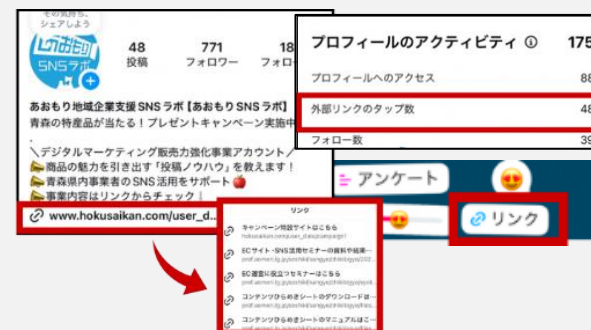 その気持ち、
シェアしよう
SNSラボ
48
771
18
投稿
フォロワー
フォロー
あおもり地域企業支援SNSラボ【あおもりSNSラボ】
青森の特産品が当たる!プレゼントキャンペーン実施中
.
\デジタルマーケティング販売力強化事業アカウント/
商品の魅力を引き出す「投稿ノウハウ」を教えます!
青森県内事業者のSNS活用をサポート
事業内容はリンクからチェック
www.hokusaikan.com/user_d...
プロフィールのアクティビティ
175
プロフィールへのアクセス
88
外部リンクのタップ数
48
フォロー数
39
アンケート
リンク
リンク
キャンペーン特設サイトはこちら
ECサイト・SNS活用セミナーの資料や結果…
EC運営に役立つセミナーはこちら
コンテンツひらめきシートのダウンロードは…
コンテンツひらめきシートのマニュアルはこ…